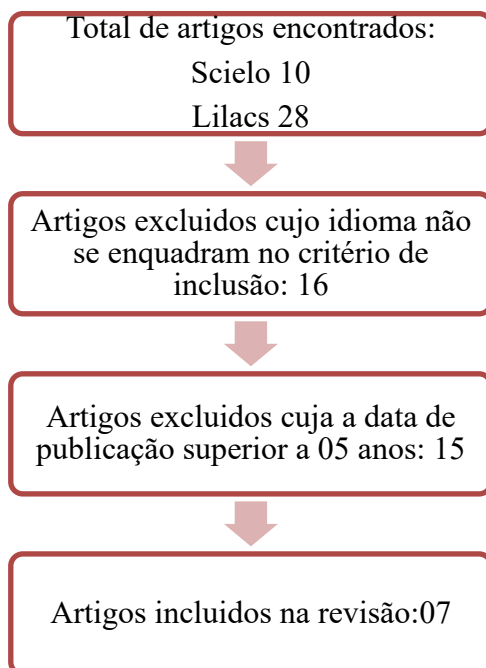 Total de artigos encontrados:
Scielo 10
Lilacs 28
Artigos excluidos cujo idioma não
se enquadram no critério de
inclusão: 16
Artigos excluidos cuja a data de
publicação superior a 05 anos: 15
Artigos incluidos na revisão:07